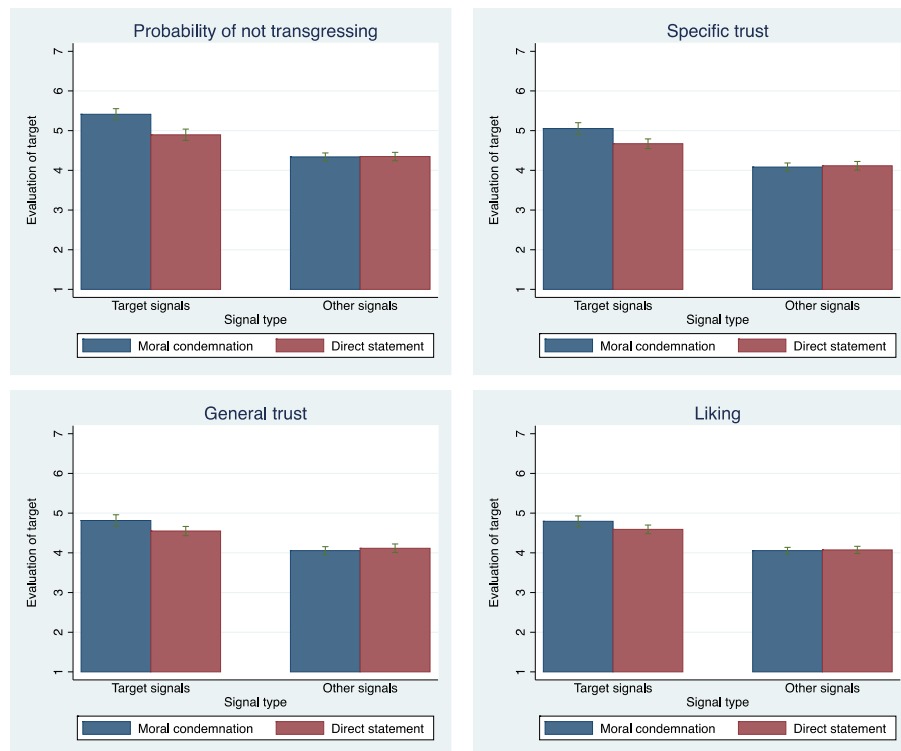 Probability of not transgressing
Evaluation of target
7
6
5
4
3
2
1
Target signals
Other signals
Signal type
Moral condemnation
Direct statement
Specific trust
Evaluation of target
7
6
5
4
3
2
1
Target signals
Other signals
Signal type
Moral condemnation
Direct statement
General trust
Evaluation of target
7
6
5
4
3
2
1
Target signals
Other signals
Signal type
Moral condemnation
Direct statement
Liking
Evaluation of target
7
6
5
4
3
2
1
Target signals
Other signals
Signal type
Moral condemnation
Direct statement